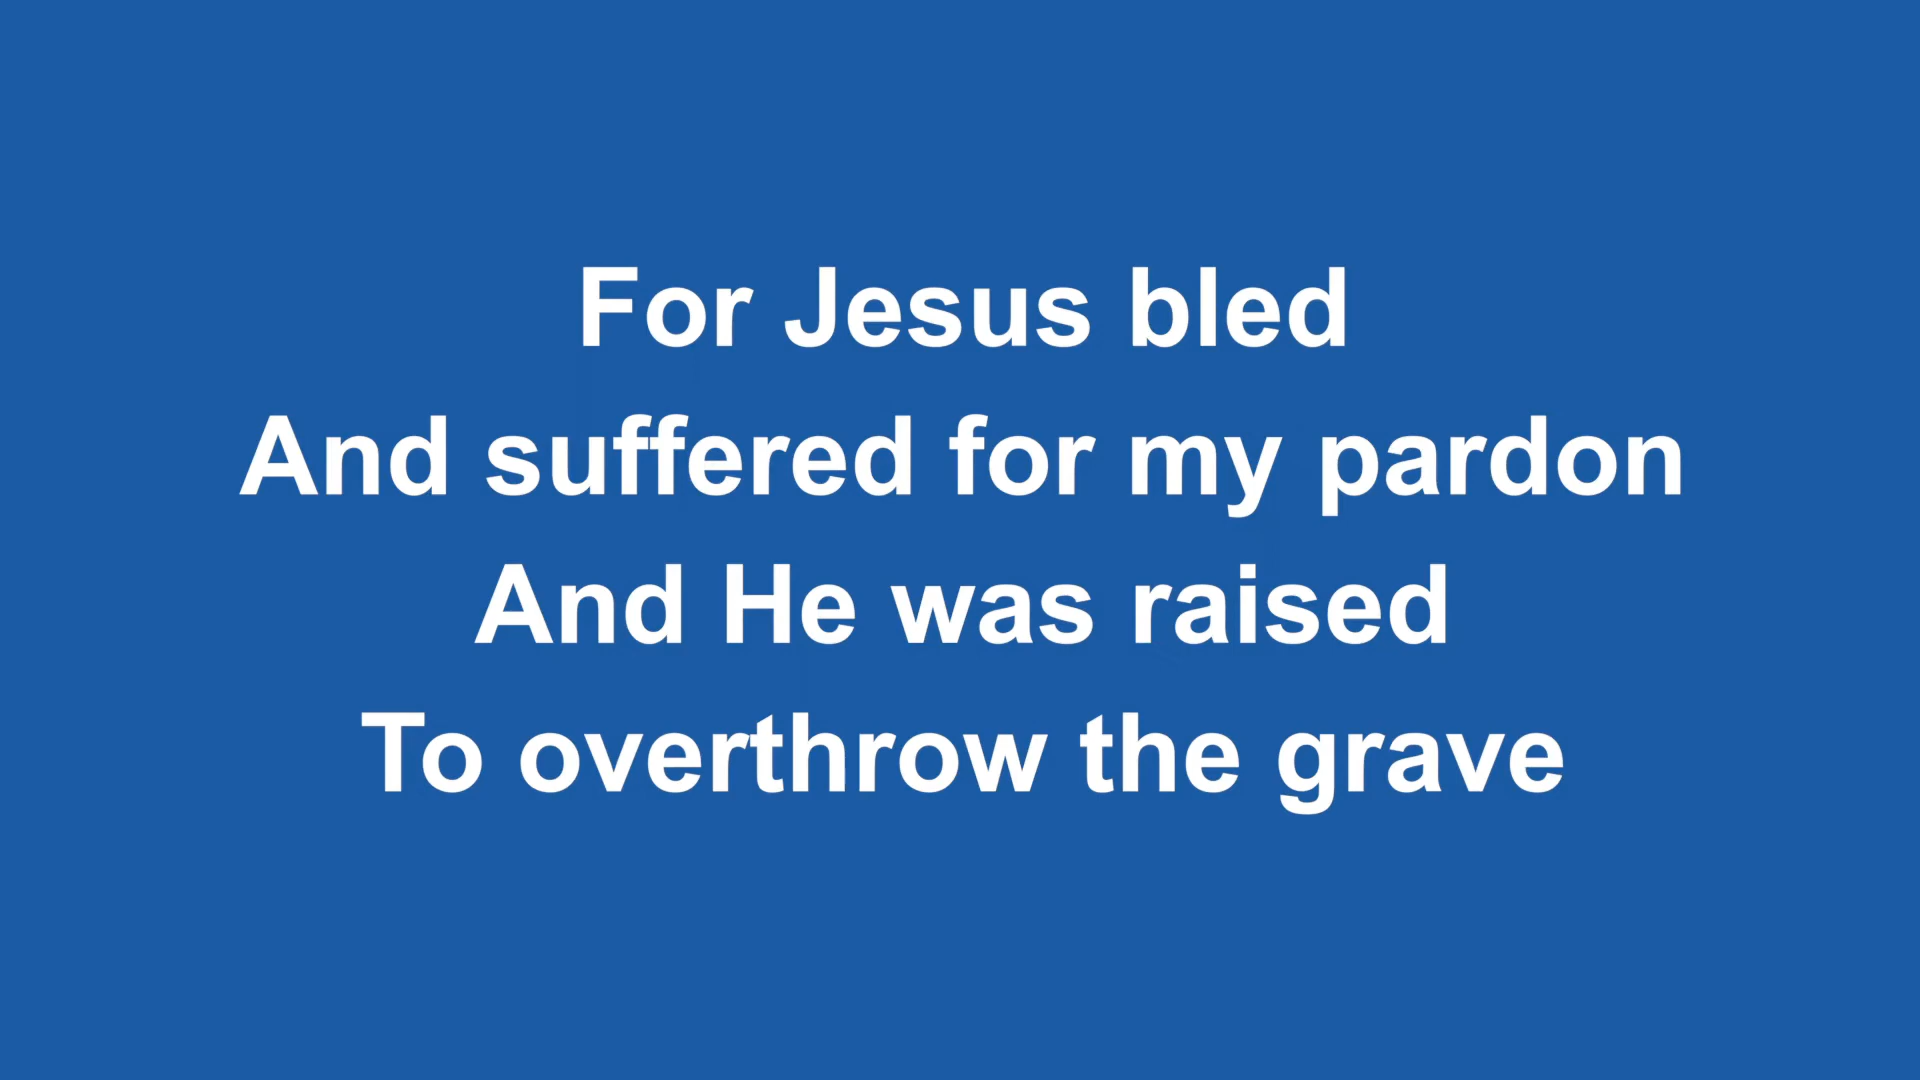 For Jesus bled
And suffered for my pardon
And He was raised
To overthrow the grave